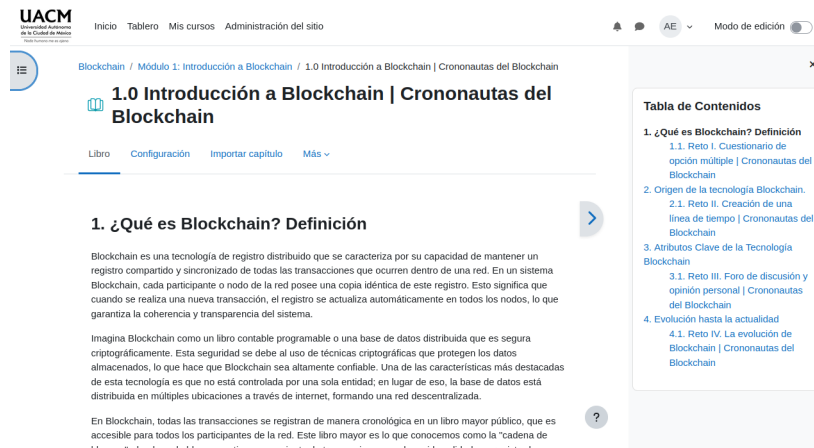 UACM
Universidad Autónoma
de la Ciudad de México
Nada humano me es ajeno
Inicio Tablero Mis cursos Administración del sitio
AE
Modo de edición
Blockchain / Módulo 1: Introducción a Blockchain / 1.0 Introducción a Blockchain | Crononautas del Blockchain
1.0 Introducción a Blockchain | Crononautas del
Blockchain
Libro Configuración Importar capítulo Más
1. ¿Qué es Blockchain? Definición
Blockchain es una tecnología de registro distribuido que se caracteriza por su capacidad de mantener un
registro compartido y sincronizado de todas las transacciones que ocurren dentro de una red. En un sistema
Blockchain, cada participante o nodo de la red posee una copia idéntica de este registro. Esto significa que
cuando se realiza una nueva transacción, el registro se actualiza automáticamente en todos los nodos, lo que
garantiza la coherencia y transparencia del sistema.
Imagina Blockchain como un libro contable programable o una base de datos distribuida que es segura
criptográficamente. Esta seguridad se debe al uso de técnicas criptográficas que protegen los datos
almacenados, lo que hace que Blockchain sea altamente confiable. Una de las características más destacadas
de esta tecnología es que no está controlada por una sola entidad; en lugar de eso, la base de datos está
distribuida en múltiples ubicaciones a través de internet, formando una red descentralizada.
En Blockchain, todas las transacciones se registran de manera cronológica en un libro mayor público, que es
accesible para todos los participantes de la red. Este libro mayor es lo que conocemos como la "cadena de
?
Tabla de Contenidos
1. ¿Qué es Blockchain? Definición
1.1. Reto I. Cuestionario de
opción múltiple | Crononautas del
Blockchain
2. Origen de la tecnología Blockchain.
2.1. Reto II. Creación de una
línea de tiempo | Crononautas del
Blockchain
3. Atributos Clave de la Tecnología
Blockchain
3.1. Reto III. Foro de discusión y
opinión personal | Crononautas
del Blockchain
4. Evolución hasta la actualidad
4.1. Reto IV. La evolución de
Blockchain | Crononautas del
Blockchain